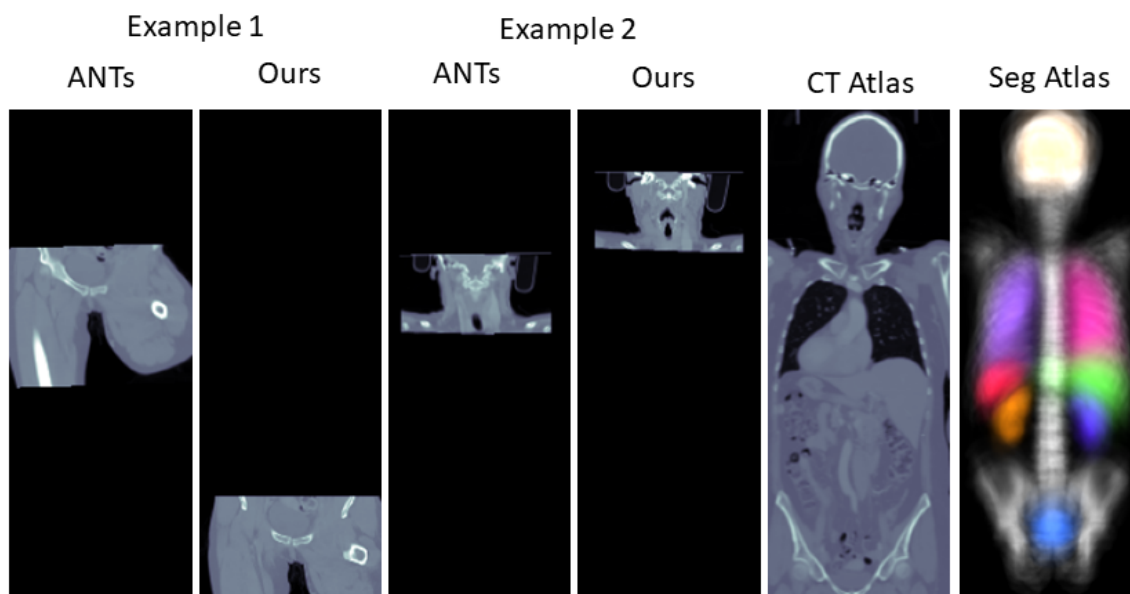 Example 1
Example 2
ANTs
Ours
ANTs
Ours
CT Atlas
Seg Atlas